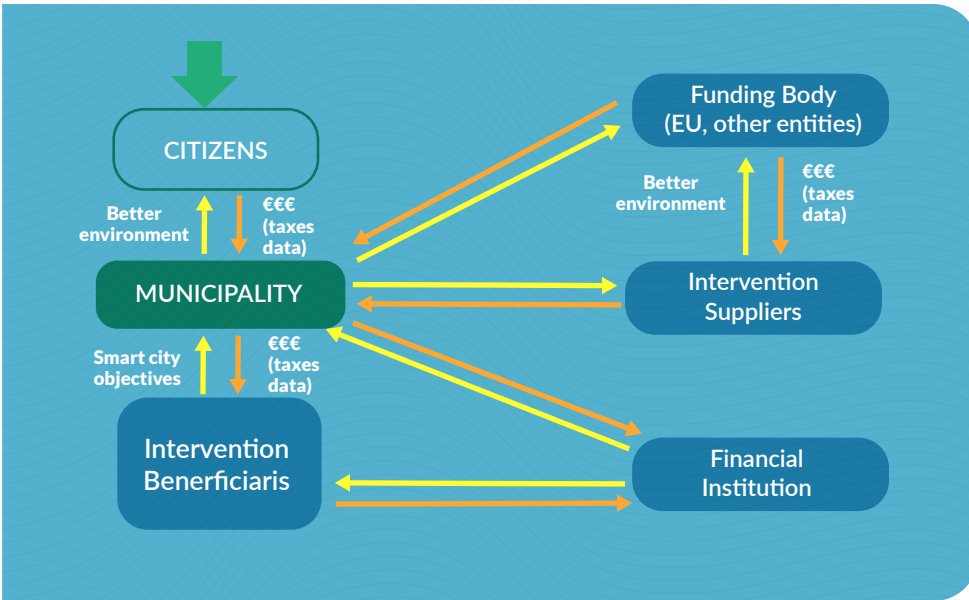 CITIZENS
Better
environment
€€€
(taxes
data)
MUNICIPALITY
Smart city
objectives
€€€
(taxes
data)
Intervention
Benerficiaris
Funding Body
(EU, other entities)
Better
environment
€€€
(taxes
data)
Intervention
Suppliers
Financial
Institution